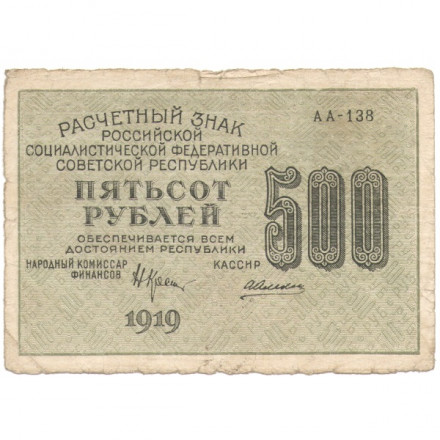 РАСЧЕТНЫЙ ЗНАК
РОССИЙСКОЙ
СОЦИАЛИСТИЧЕСКОЙ ФЕДЕРАТИВНОЙ
СОВЕТСКОЙ РЕСПУБЛИКИ
АА-138
ПЯТЬСОТ
РУБЛЕЙ
500
ОБЕСПЕЧИВАЕТСЯ ВСЕМ
ДОСТОЯНИЕМ РЕСПУБЛИКИ
НАРОДНЫЙ КОМИССАР
ФИНАНСОВ
КАССИР
1919